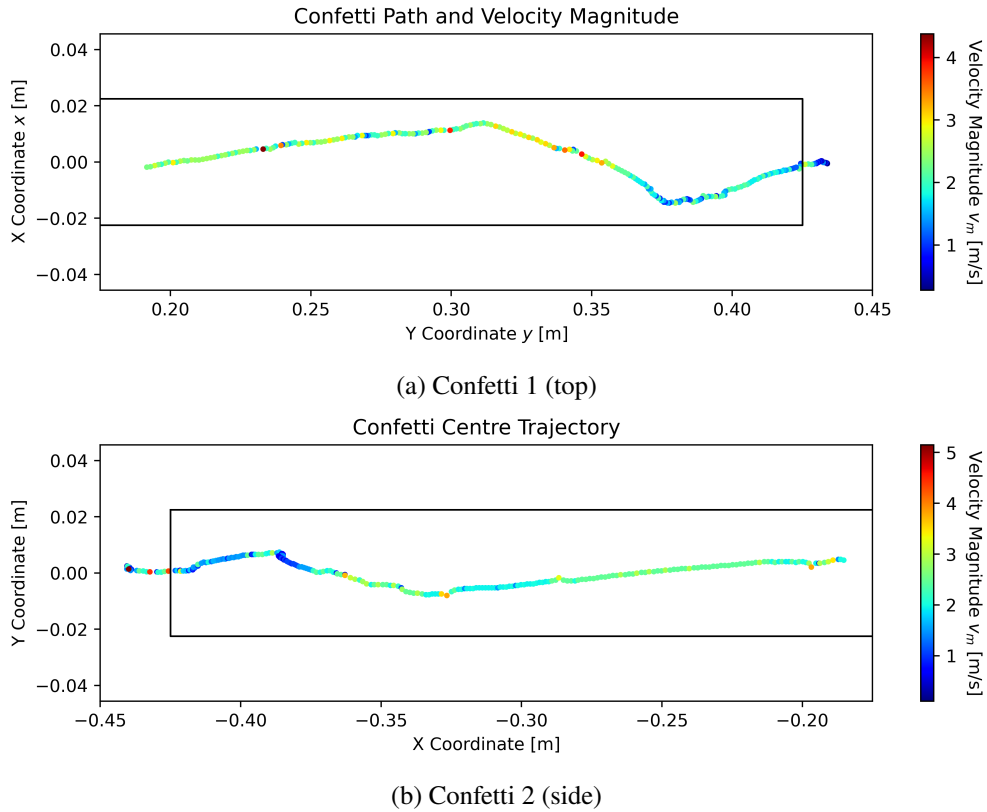 Confetti Path and Velocity Magnitude
0.04
0.02
0.00
−0.02
−0.04
X Coordinate x [m]
0.20 0.25 0.30 0.35 0.40 0.45
Y Coordinate y [m]
4
3
2
1
Velocity Magnitude vₘ [m/s]
(a) Confetti 1 (top)
Confetti Centre Trajectory
0.04
0.02
0.00
−0.02
−0.04
Y Coordinate [m]
−0.45 −0.40 −0.35 −0.30 −0.25 −0.20
X Coordinate [m]
5
4
3
2
1
Velocity Magnitude vₘ [m/s]
(b) Confetti 2 (side)